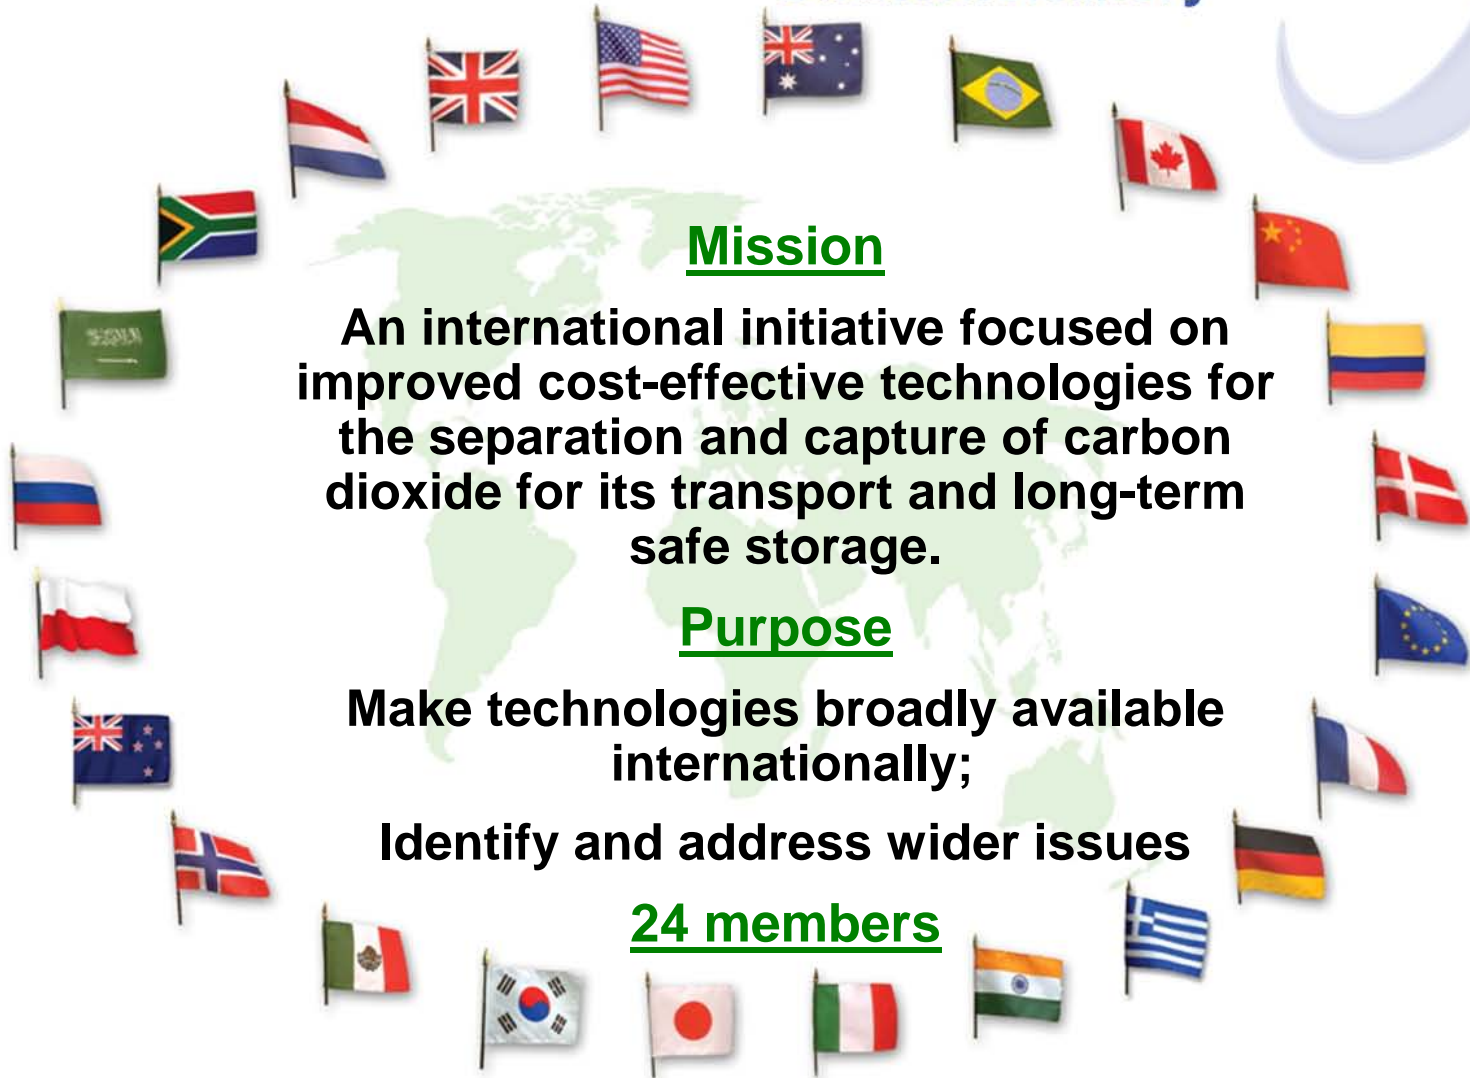 Mission
An international initiative focused on
improved cost-effective technologies for
the separation and capture of carbon
dioxide for its transport and long-term
safe storage.
Purpose
Make technologies broadly available
internationally;
Identify and address wider issues
24 members